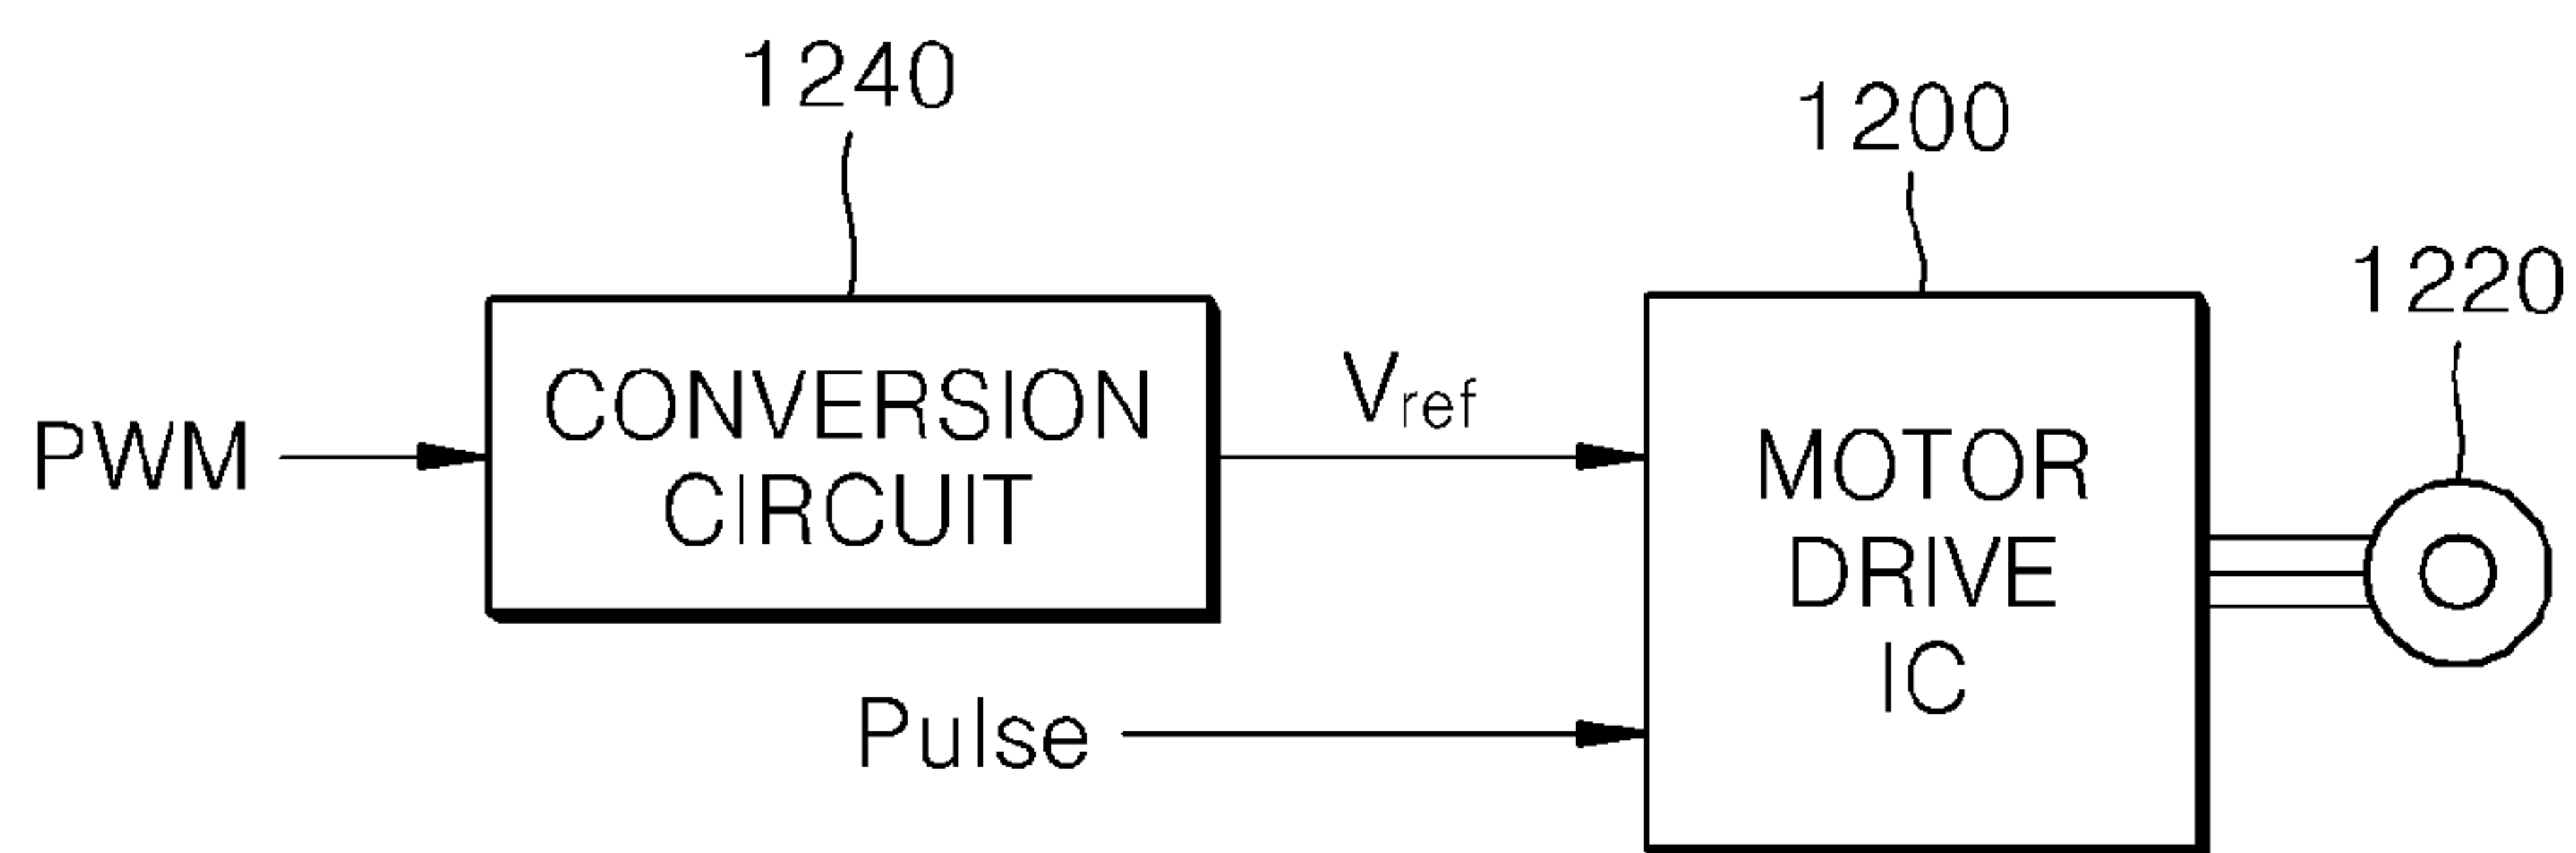 1240
1200
1220
PWM
CONVERSION
CIRCUIT
Vref
MOTOR
DRIVE
IC
Pulse